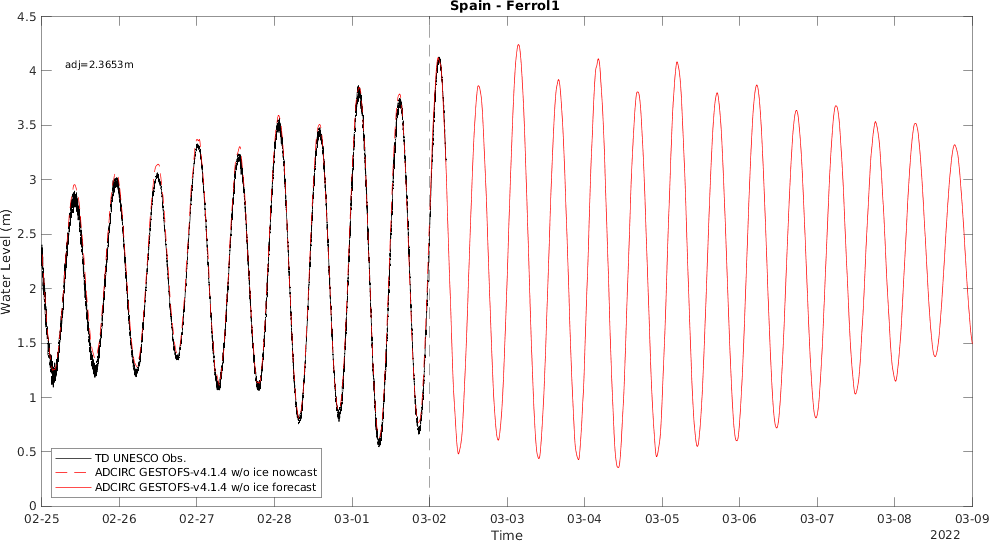 Spain - Ferrol1
adj=2.3653m
4.5
4
3.5
3
2.5
2
1.5
1
0.5
0
Water Level (m)
TD UNESCO Obs.
ADCIRC GESTOFS-v4.1.4 w/o ice nowcast
ADCIRC GESTOFS-v4.1.4 w/o ice forecast
02-25 02-26 02-27 02-28 03-01 03-02 03-03 03-04 03-05 03-06 03-07 03-08 03-09
Time
2022